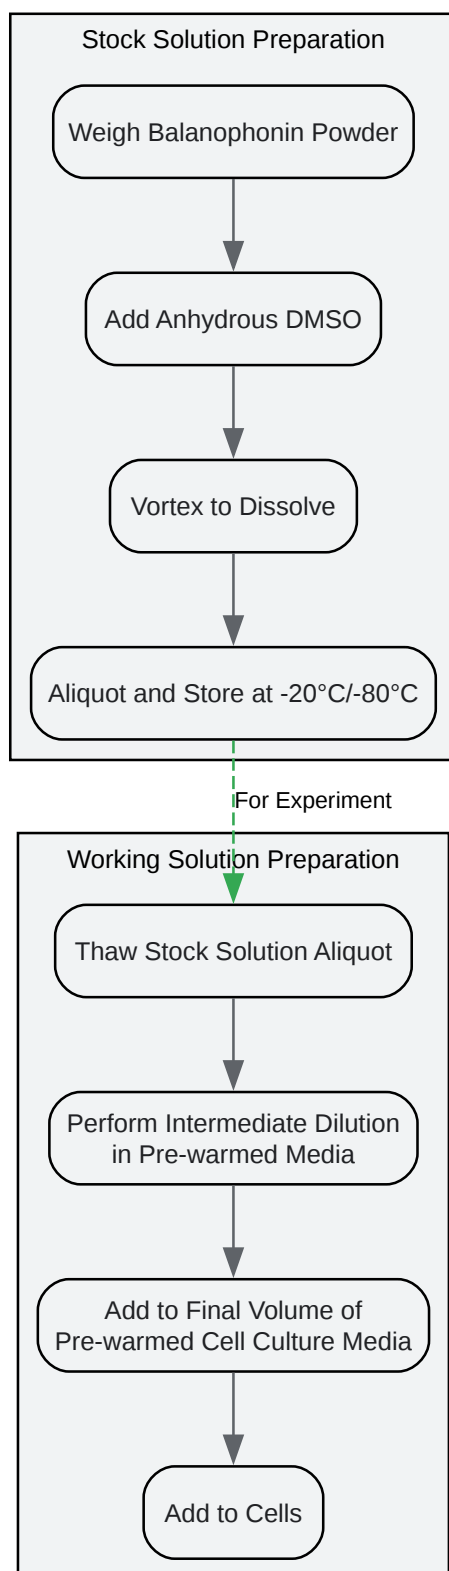 Stock Solution Preparation
Weigh Balanophonin Powder
Add Anhydrous DMSO
Vortex to Dissolve
Aliquot and Store at -20°C/-80°C
For Experiment
Working Solution Preparation
Thaw Stock Solution Aliquot
Perform Intermediate Dilution
in Pre-warmed Media
Add to Final Volume of
Pre-warmed Cell Culture Media
Add to Cells